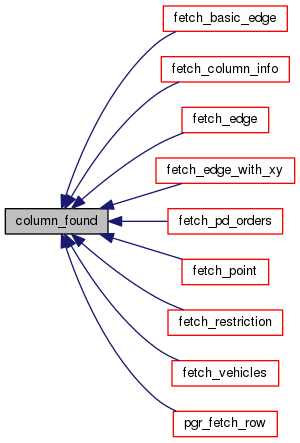 fetch_basic_edge
fetch_column_info
fetch_edge
fetch_edge_with_xy
column_found
fetch_pd_orders
fetch_point
fetch_restriction
fetch_vehicles
pgr_fetch_row